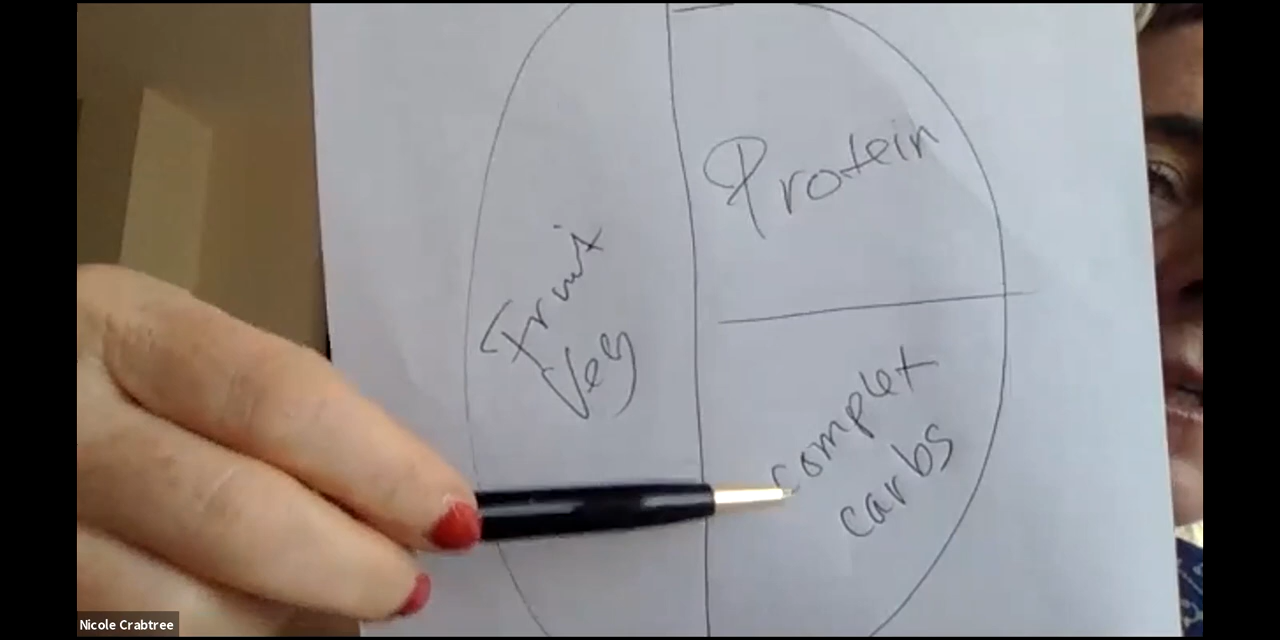 Protein
Fruit
Veg
complet
carbs
Nicole Crabtree